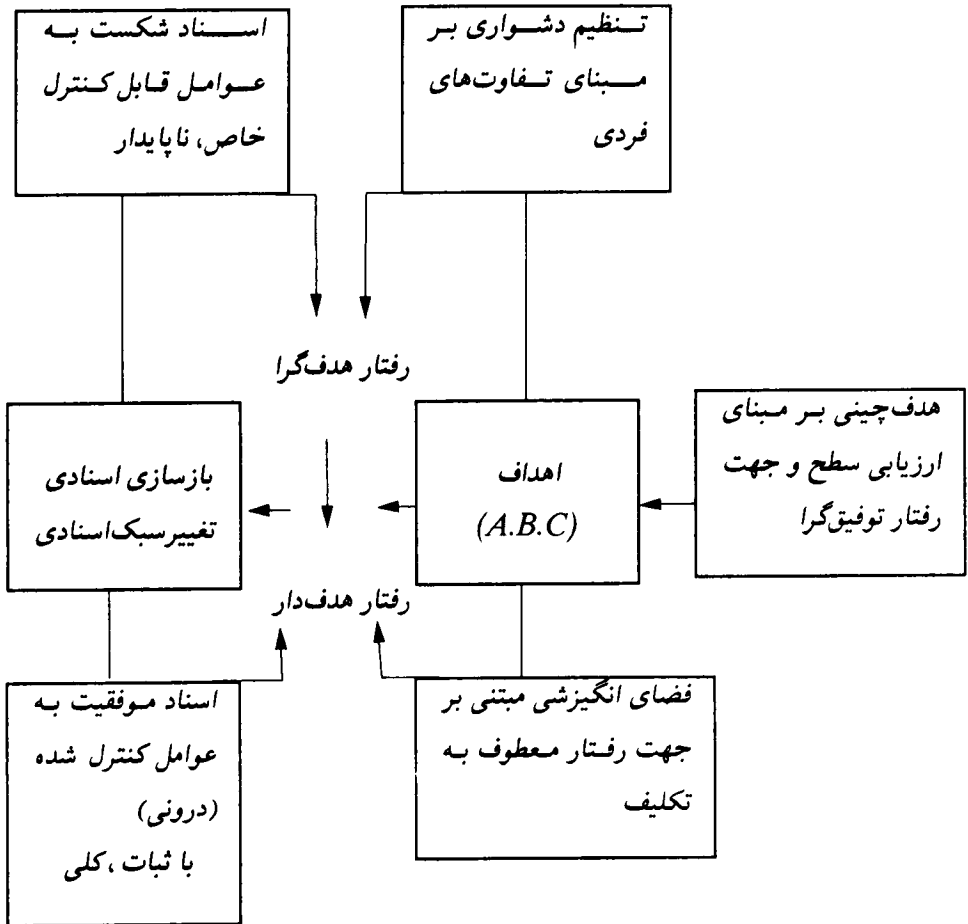 تنظیم دشواری بر
مبنای تفاوت‌های
فردی
اسناد شکست به
عوامل قابل کنترل
خاص، ناپایدار
رفتار هدف‌گرا
هدف‌چینی بر مبنای
ارزیابی سطح و جهت
رفتار توفیق‌گرا
اهداف
(A.B.C)
بازسازی اسنادی
تغییر سبک اسنادی
رفتار هدف‌دار
فضای انگیزشی مبتنی بر
جهت رفتار معطوف به
تکلیف
اسناد موفقیت به
عوامل کنترل شده
(درونی)
با ثبات، کلی